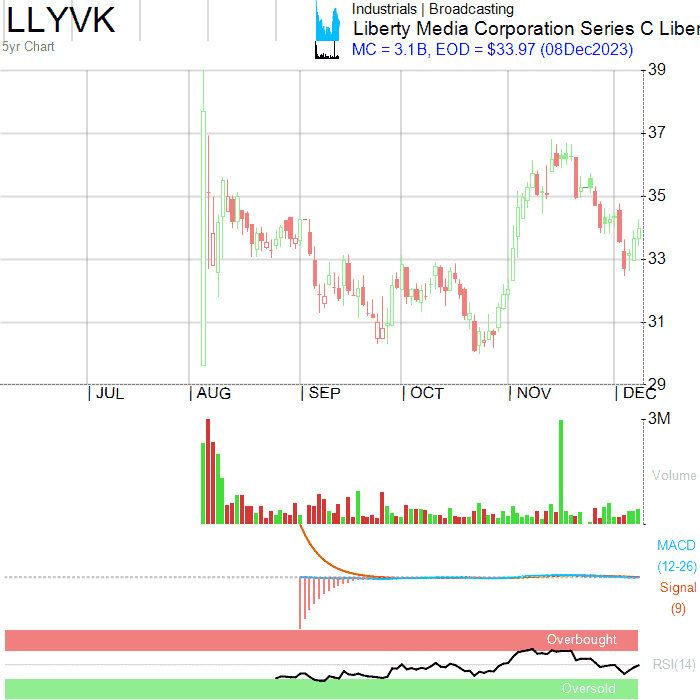 LLYVK
5yr Chart
Industrials | Broadcasting
Liberty Media Corporation Series C Liber
MC = 3.1B, EOD = $33.97 (08Dec2023)
39
37
35
33
31
29
JUL
AUG
SEP
OCT
NOV
DEC
3M
Volume
MACD
(12-26)
Signal
(9)
Overbought
RSI(14)
Oversold